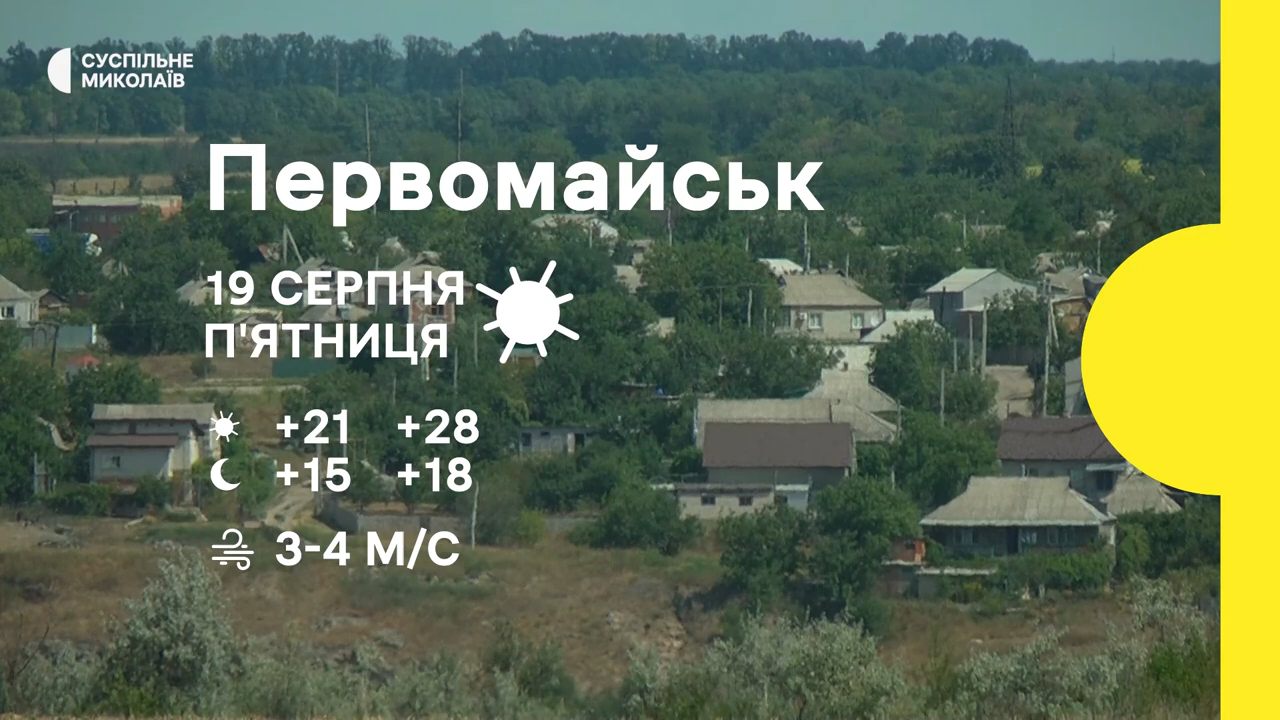 СУСПІЛЬНЕ
МИКОЛАЇВ
Первомайськ
19 СЕРПНЯ
П'ЯТНИЦЯ
+21 +28
+15 +18
3-4 М/С